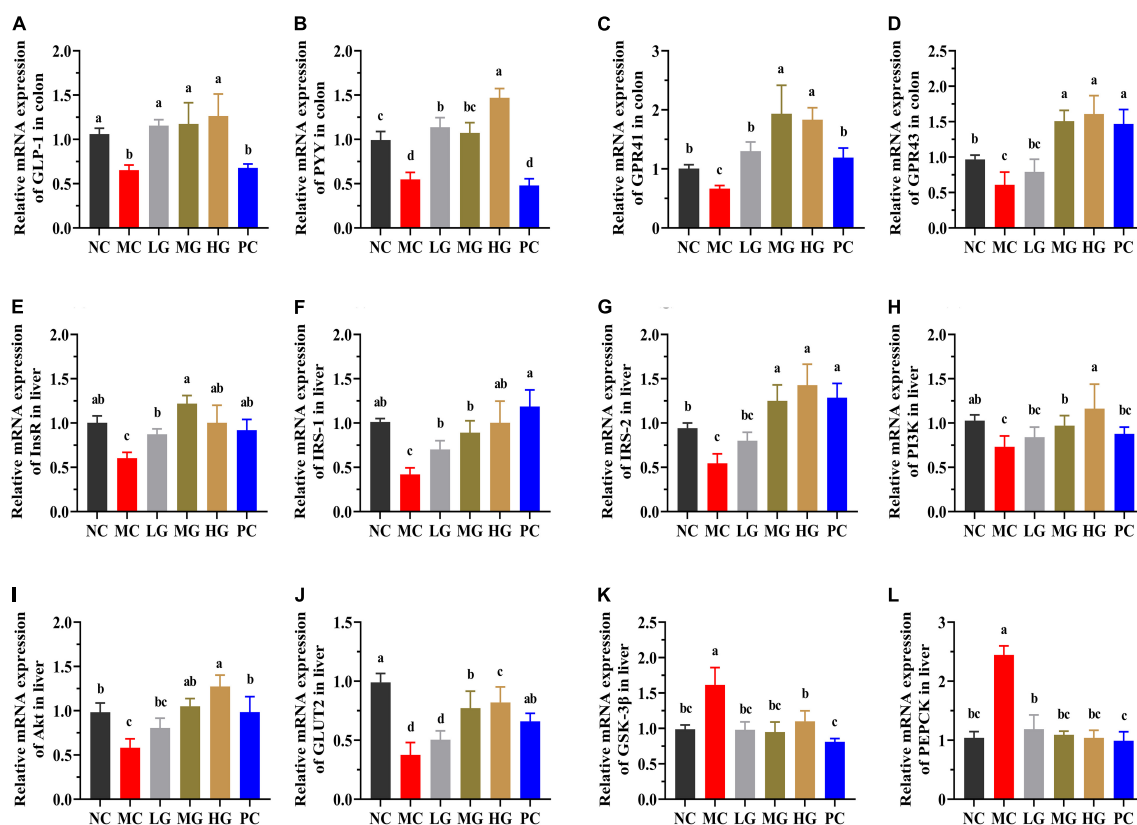 A
Relative mRNA expression
of GLP-1 in colon
2.0
1.5
1.0
0.5
0.0
a
b
a
a
a
b
NC MC LG MG HG PC
B
Relative mRNA expression
of PYY in colon
2.0
1.5
1.0
0.5
0.0
c
d
b
bc
a
d
NC MC LG MG HG PC
C
Relative mRNA expression
of GPR41 in colon
3
2
1
0
b
c
b
a
a
b
NC MC LG MG HG PC
D
Relative mRNA expression
of GPR43 in colon
2.5
2.0
1.5
1.0
0.5
0.0
b
c
bc
a
a
a
NC MC LG MG HG PC
E
Relative mRNA expression
of InsR in liver
2.0
1.5
1.0
0.5
0.0
ab
c
b
a
ab
ab
NC MC LG MG HG PC
F
Relative mRNA expression
of IRS-1 in liver
2.0
1.5
1.0
0.5
0.0
ab
c
b
b
ab
a
NC MC LG MG HG PC
G
Relative mRNA expression
of IRS-2 in liver
2.0
1.5
1.0
0.5
0.0
b
c
bc
a
a
a
NC MC LG MG HG PC
H
Relative mRNA expression
of PI3K in liver
2.0
1.5
1.0
0.5
0.0
ab
c
bc
b
a
bc
NC MC LG MG HG PC
I
Relative mRNA expression
of Akt in liver
2.0
1.5
1.0
0.5
0.0
b
c
bc
ab
a
b
NC MC LG MG HG PC
J
Relative mRNA expression
of GLUT2 in liver
1.5
1.0
0.5
0.0
a
d
d
b
c
ab
NC MC LG MG HG PC
K
Relative mRNA expression
of GSK-3β in liver
2.5
2.0
1.5
1.0
0.5
0.0
bc
a
bc
bc
b
c
NC MC LG MG HG PC
L
Relative mRNA expression
of PEPCK in liver
3
2
1
0
bc
a
b
bc
bc
c
NC MC LG MG HG PC